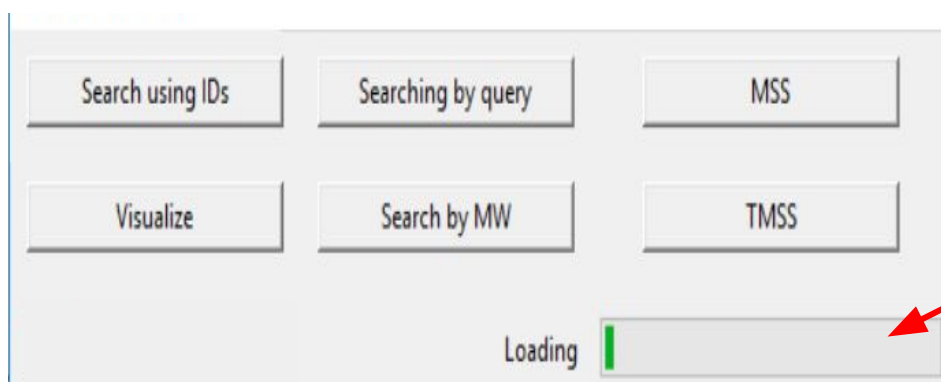 Search using IDs Searching by query MSS
Visualize Search by MW TMSS
Loading